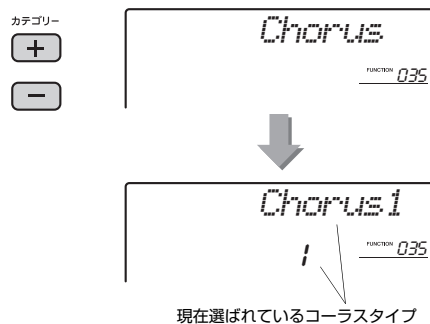 カテゴリー
+
−
Chorus
FUNCTION 035
Chorus1
1
FUNCTION 035
現在選ばれているコーラスタイプ